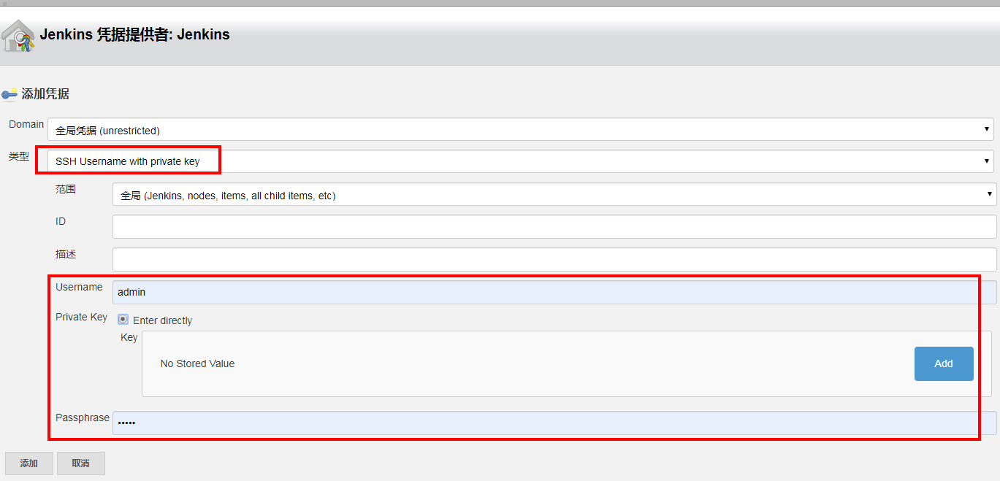 Jenkins 凭据提供者: Jenkins
添加凭据
Domain 全局凭据 (unrestricted)
类型 SSH Username with private key
范围 全局 (Jenkins, nodes, items, all child items, etc)
ID
描述
Username admin
Private Key Enter directly
Key
No Stored Value Add
Passphrase •••••
添加 取消